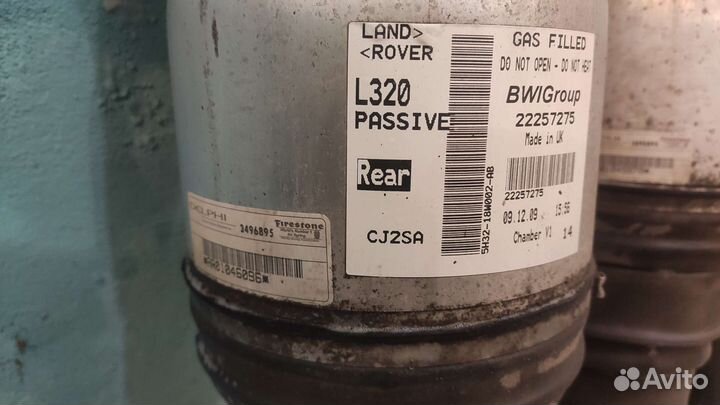 LAND>
<ROVER
L320
PASSIVE
Rear
CJ2SA
5H32-18W002-AB
GAS FILLED
DO NOT OPEN - DO NOT HEAT
BWIGroup
22257275
Made in UK
22257275
09.12.09 15.56
Chamber V1 14
DELPHI
Firestone
3496895
Avito